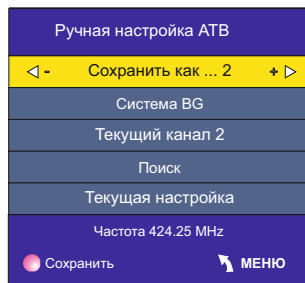 Ручная настройка АТВ
- Сохранить как ... 2 +
Система BG
Текущий канал 2
Поиск
Текущая настройка
Частота 424.25 MHz
Сохранить МЕНЮ